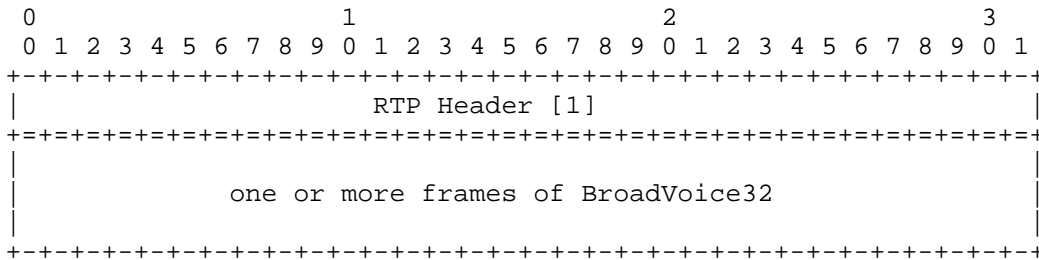 0                   1                   2                   3
 0 1 2 3 4 5 6 7 8 9 0 1 2 3 4 5 6 7 8 9 0 1 2 3 4 5 6 7 8 9 0 1
+-+-+-+-+-+-+-+-+-+-+-+-+-+-+-+-+-+-+-+-+-+-+-+-+-+-+-+-+-+-+-+-+
|                      RTP Header [1]                           |
+=+=+=+=+=+=+=+=+=+=+=+=+=+=+=+=+=+=+=+=+=+=+=+=+=+=+=+=+=+=+=+=+
|                                                               |
|             one or more frames of BroadVoice32                |
|                                                               |
+-+-+-+-+-+-+-+-+-+-+-+-+-+-+-+-+-+-+-+-+-+-+-+-+-+-+-+-+-+-+-+-+